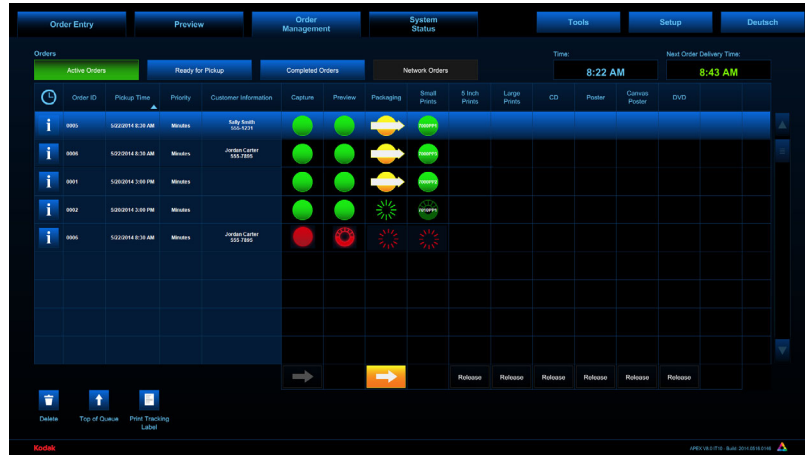 Order Entry
Preview
Order
Management
System
Status
Tools
Setup
Deutsch
Orders
Time:
Next Order Delivery Time:
Active Orders
Ready for Pickup
Completed Orders
Network Orders
8:22 AM
8:43 AM
Order ID
Pickup Time
Priority
Customer Information
Capture
Preview
Packaging
Small
Prints
5 Inch
Prints
Large
Prints
CD
Poster
Canvas
Poster
DVD
0005 5/22/2014 8:30 AM Minutes Sally Smith
555-5231
0006 5/22/2014 8:30 AM Minutes Jordan Carter
555-7895
0001 5/20/2014 3:00 PM Minutes
0002 5/20/2014 3:00 PM Minutes
0006 5/22/2014 8:30 AM Minutes Jordan Carter
555-7895
Release
Release
Release
Release
Release
Release
Delete
Top of Queue
Print Tracking
Label
Kodak